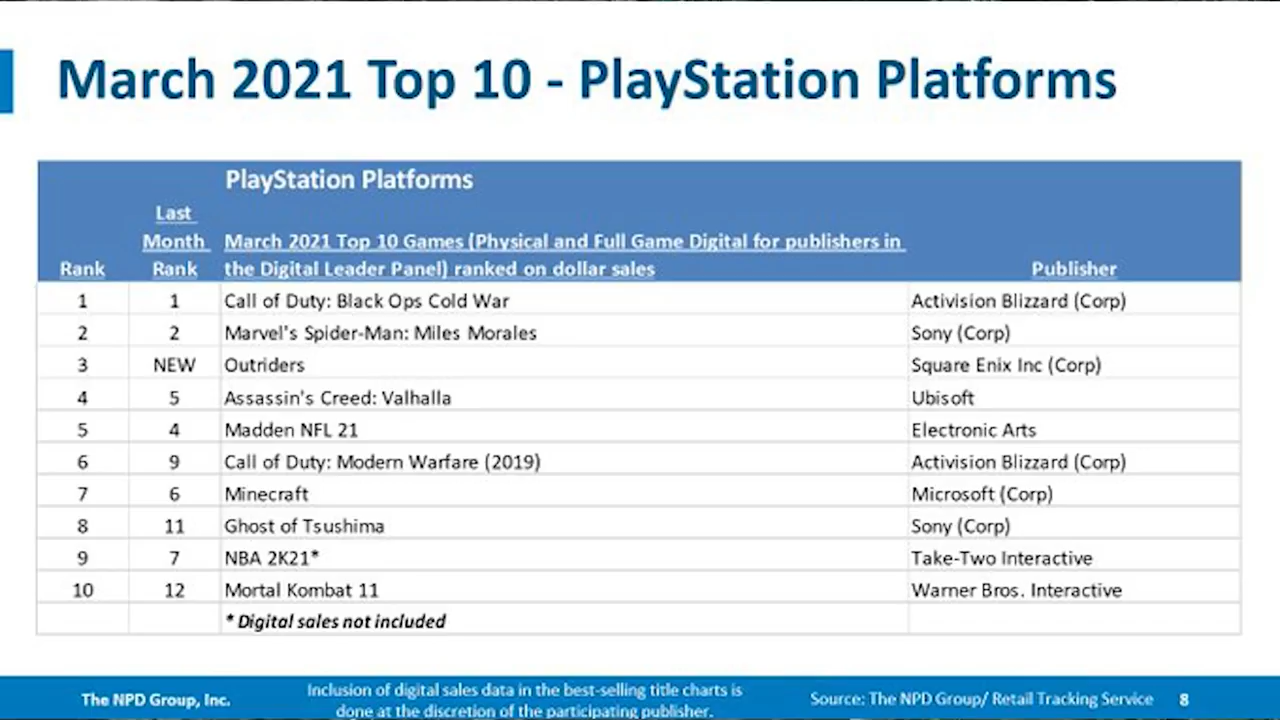 March 2021 Top 10 - PlayStation Platforms
PlayStation Platforms
Rank Last Month Rank March 2021 Top 10 Games (Physical and Full Game Digital for publishers in the Digital Leader Panel) ranked on dollar sales Publisher
1 1 Call of Duty: Black Ops Cold War Activision Blizzard (Corp)
2 2 Marvel's Spider-Man: Miles Morales Sony (Corp)
3 NEW Outriders Square Enix Inc (Corp)
4 5 Assassin's Creed: Valhalla Ubisoft
5 4 Madden NFL 21 Electronic Arts
6 9 Call of Duty: Modern Warfare (2019) Activision Blizzard (Corp)
7 6 Minecraft Microsoft (Corp)
8 11 Ghost of Tsushima Sony (Corp)
9 7 NBA 2K21* Take-Two Interactive
10 12 Mortal Kombat 11 Warner Bros. Interactive
* Digital sales not included
The NPD Group, Inc.
Inclusion of digital sales data in the best-selling title charts is
done at the discretion of the participating publisher.
Source: The NPD Group/ Retail Tracking Service 8